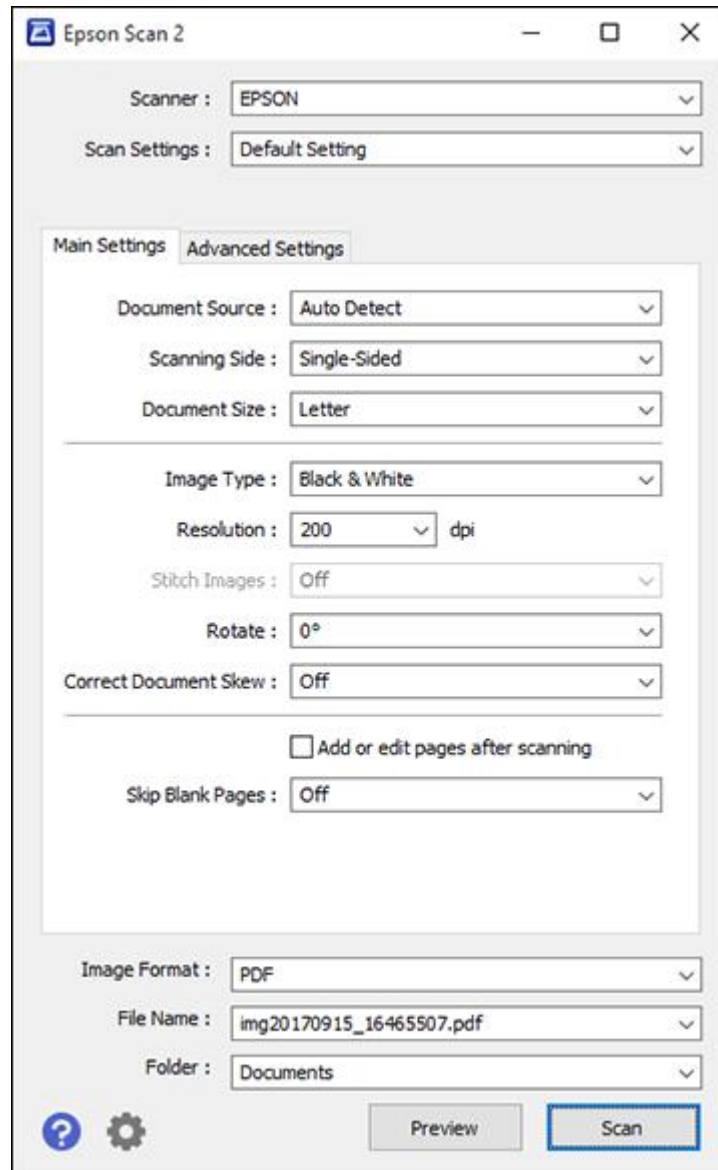 Epson Scan 2
Scanner : EPSON
Scan Settings : Default Setting
Main Settings Advanced Settings
Document Source : Auto Detect
Scanning Side : Single-Sided
Document Size : Letter
Image Type : Black & White
Resolution : 200 dpi
Stitch Images : Off
Rotate : 0°
Correct Document Skew : Off
Add or edit pages after scanning
Skip Blank Pages : Off
Image Format : PDF
File Name : img20170915_16465507.pdf
Folder : Documents
? Preview Scan